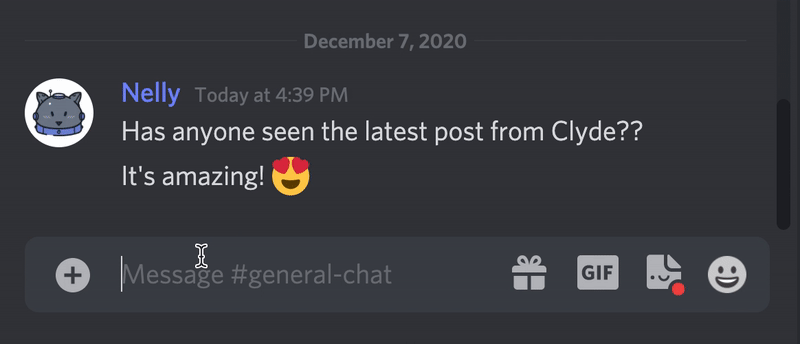 December 7, 2020
Nelly Today at 4:39 PM
Has anyone seen the latest post from Clyde??
It's amazing! 😍
Message #general-chat GIF